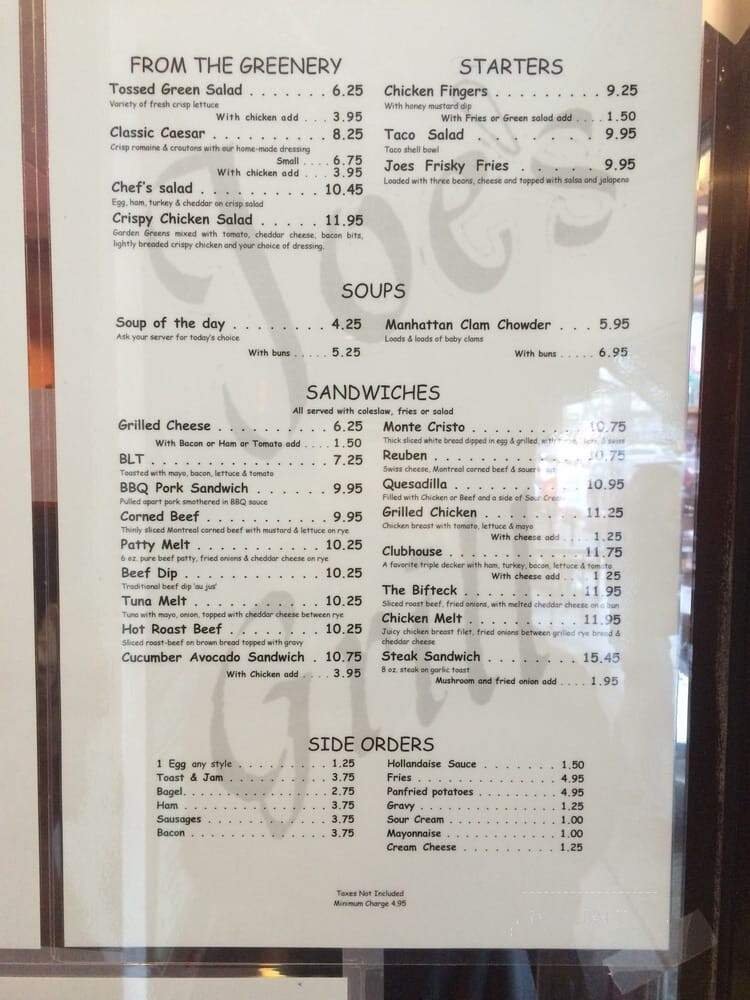 Joe's
Grill
FROM THE GREENERY
Tossed Green Salad . . . . . . . 6.25
Variety of fresh crisp lettuce
With chicken add . . . 3.95
Classic Caesar . . . . . . . . . . 8.25
Crisp romaine & croutons with our home-made dressing
Small . . . . 6.75
With chicken add . . . 3.95
Chef's salad . . . . . . . . . . 10.45
Egg, ham, turkey & cheddar on crisp salad
Crispy Chicken Salad . . . . . 11.95
Garden Greens mixed with tomato, cheddar cheese, bacon bits,
lightly breaded crispy chicken and your choice of dressing.
STARTERS
Chicken Fingers . . . . . . . . . 9.25
With honey mustard dip
With Fries or Green salad add . . . . 1.50
Taco Salad . . . . . . . . 9.95
Taco shell bowl
Joes Frisky Fries . . . . . 9.95
Loaded with three beans, cheese and topped with salsa and jalapeno
SOUPS
Soup of the day . . . . . . . . 4.25
Ask your server for today's choice
With buns . . . . . 5.25
Manhattan Clam Chowder . . . 5.95
Loads & loads of baby clams
With buns . . . . . 6.95
SANDWICHES
All served with coleslaw, fries or salad
Grilled Cheese . . . . . . . . . . 6.25
With Bacon or Ham or Tomato add . . . . 1.50
BLT . . . . . . . . . . . . . . . 7.25
Toasted with mayo, bacon, lettuce & tomato
BBQ Pork Sandwich . . . . . . 9.95
Pulled apart pork smothered in BBQ sauce
Corned Beef . . . . . . . . . . 9.95
Thinly sliced Montreal corned beef with mustard & lettuce on rye
Patty Melt . . . . . . . . . . . 10.25
6 oz. pure beef patty, fried onions & cheddar cheese on rye
Beef Dip . . . . . . . . . . . . 10.25
Traditional beef dip 'au jus'
Tuna Melt . . . . . . . . . . . 10.25
Tuna with mayo, onion, topped with cheddar cheese between rye
Hot Roast Beef . . . . . . . . 10.25
Sliced roast-beef on brown bread topped with gravy
Cucumber Avocado Sandwich . 10.75
With Chicken add . . . . 3.95
Monte Cristo . . . . . . . . . . 10.75
Thick sliced white bread dipped in egg & grilled, with ham & swiss
Reuben . . . . . . . . . . . . . 10.75
Swiss cheese, Montreal corned beef & sauerkraut
Quesadilla . . . . . . . . . . . 10.95
Filled with Chicken or Beef and a side of Sour Cream
Grilled Chicken . . . . . . . . 11.25
Chicken breast with tomato, lettuce & mayo
With cheese add . . . . 1.25
Clubhouse . . . . . . . . . . . 11.75
A favorite triple decker with ham, turkey, bacon, lettuce & tomato
With cheese add . . . . 1.25
The Bifteck . . . . . . . . . . 11.95
Sliced roast beef, fried onions, with melted cheddar cheese on a bun
Chicken Melt . . . . . . . . . 11.95
Juicy chicken breast filet, fried onions between grilled rye bread &
cheddar cheese
Steak Sandwich . . . . . . . . 15.45
8 oz. steak on garlic toast
Mushroom and fried onion add . . . . 1.95
SIDE ORDERS
1 Egg any style . . . . . . . . . 1.25
Toast & Jam . . . . . . . . . . 3.75
Bagel. . . . . . . . . . . . . . 2.75
Ham . . . . . . . . . . . . . . 3.75
Sausages . . . . . . . . . . . . 3.75
Bacon . . . . . . . . . . . . . . 3.75
Hollandaise Sauce . . . . . . . 1.50
Fries . . . . . . . . . . . . . 4.95
Panfried potatoes . . . . . . . . 4.95
Gravy . . . . . . . . . . . . . 1.25
Sour Cream . . . . . . . . . . 1.00
Mayonnaise . . . . . . . . . . 1.00
Cream Cheese . . . . . . . . . 1.25
Taxes Not Included
Minimum Charge 4.95